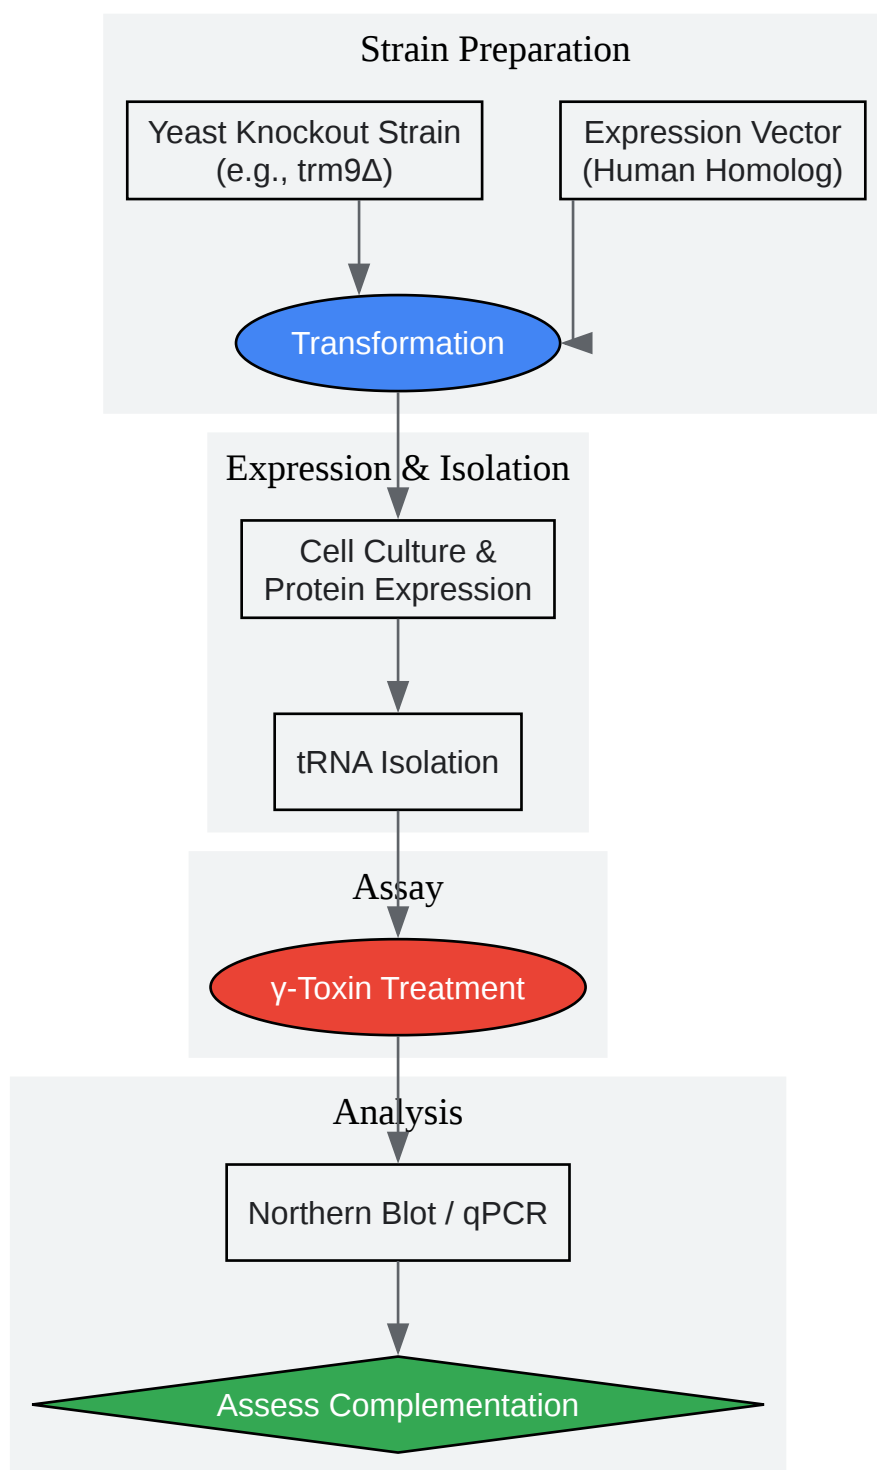 Strain Preparation
Yeast Knockout Strain
(e.g., trm9Δ)
Expression Vector
(Human Homolog)
Transformation
Expression & Isolation
Cell Culture &
Protein Expression
tRNA Isolation
Assay
γ-Toxin Treatment
Analysis
Northern Blot / qPCR
Assess Complementation